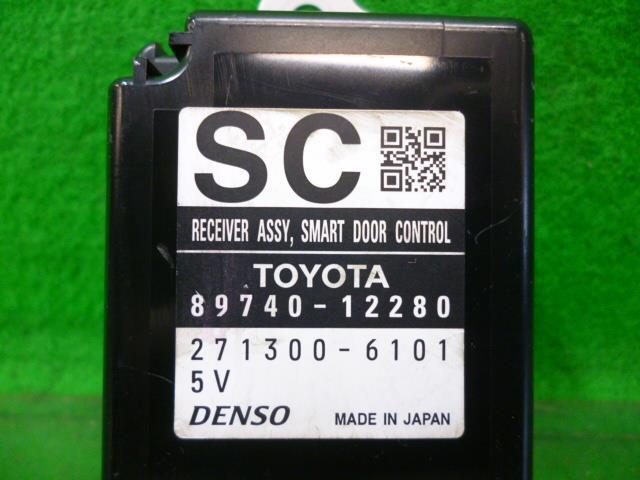 SC
RECEIVER ASSY, SMART DOOR CONTROL
TOYOTA
89740-12280
271300-6101
5V
DENSO MADE IN JAPAN